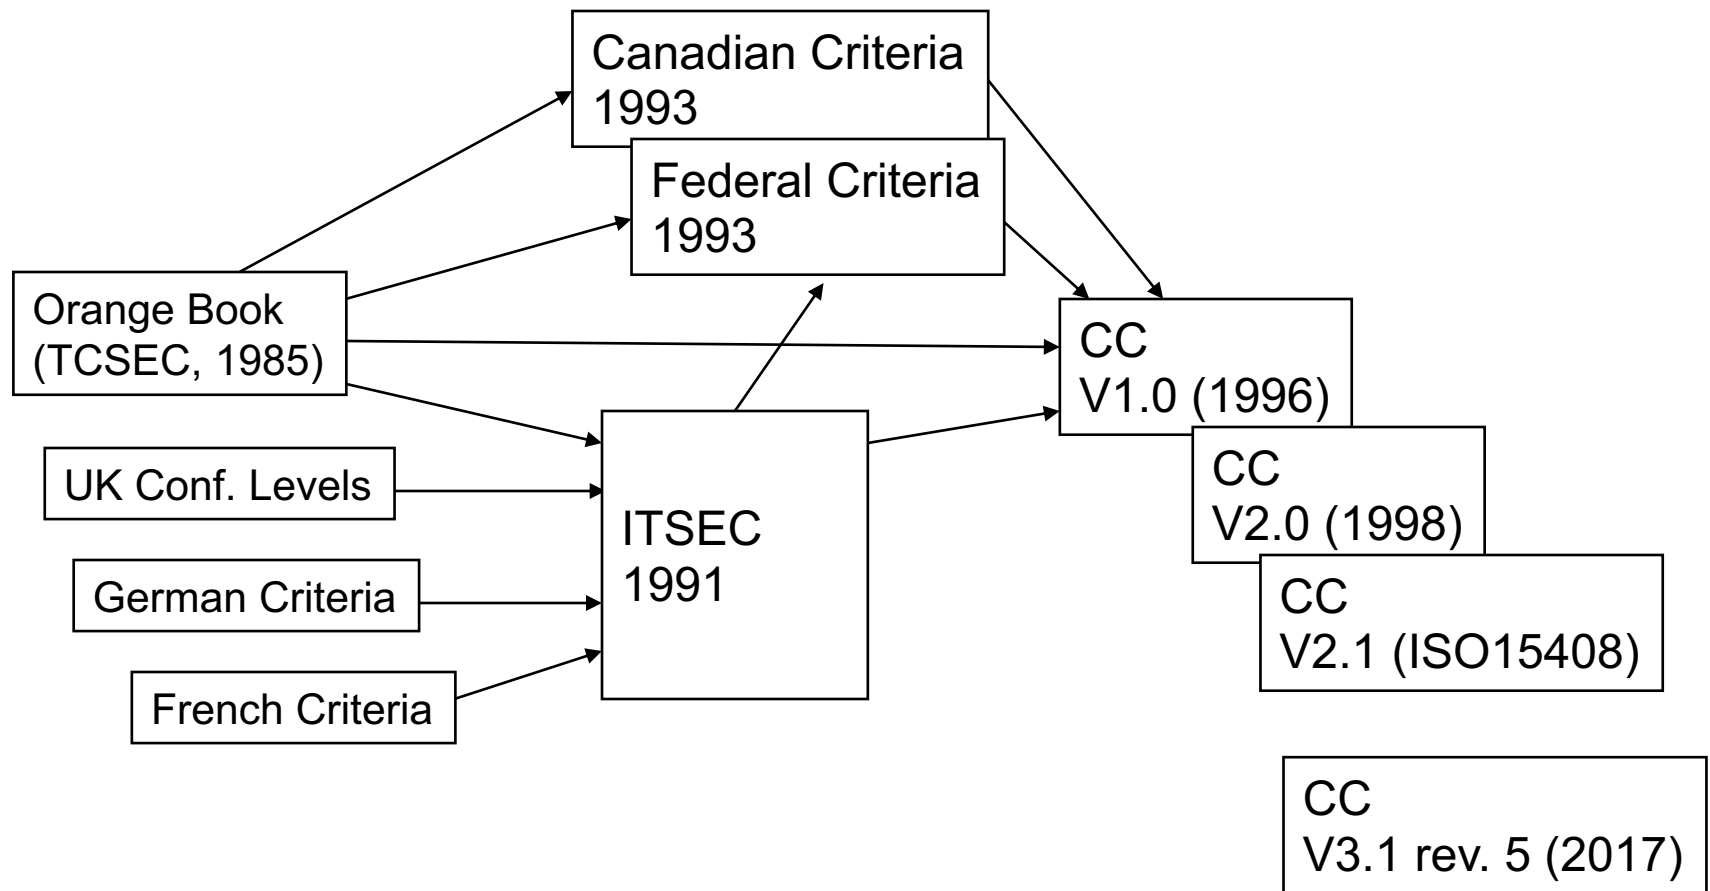 Canadian Criteria
1993
Federal Criteria
1993
Orange Book
(TCSEC, 1985)
CC
V1.0 (1996)
UK Conf. Levels
CC
V2.0 (1998)
ITSEC
1991
German Criteria
CC
V2.1 (ISO15408)
French Criteria
CC
V3.1 rev. 5 (2017)